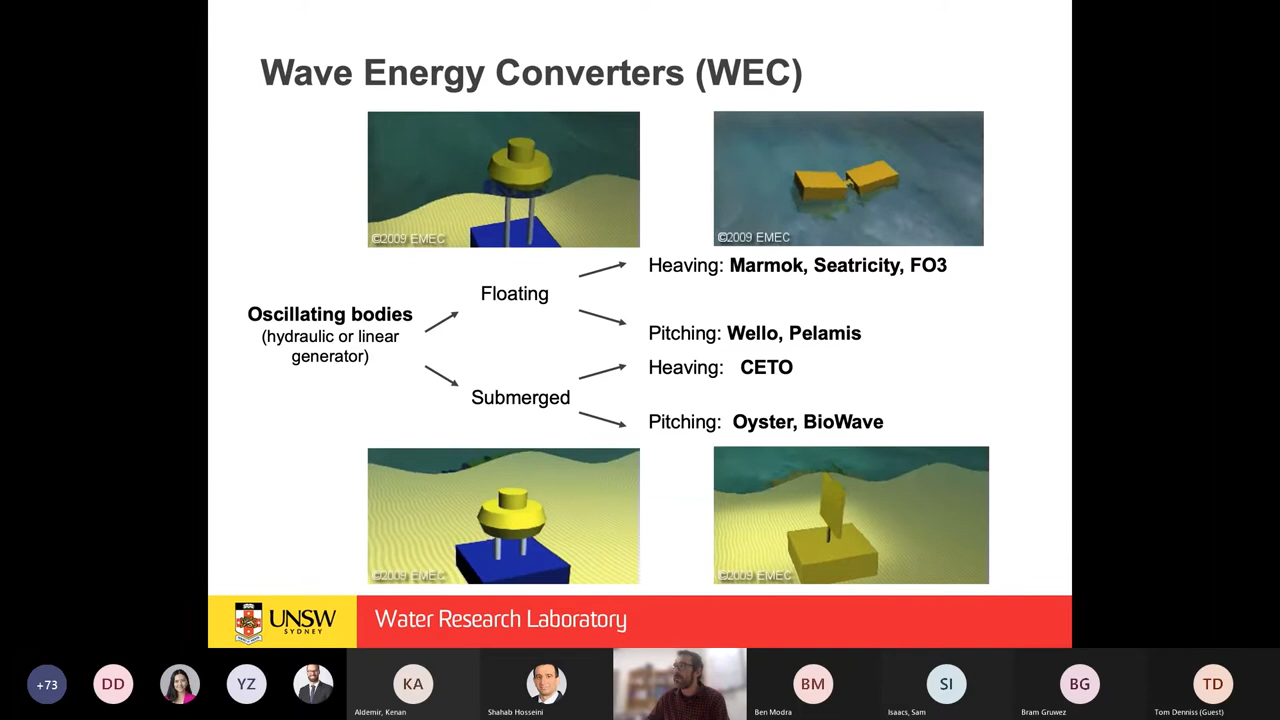 Wave Energy Converters (WEC)
©2009 EMEC
©2009 EMEC
Heaving: Marmok, Seatricity, FO3
Floating
Oscillating bodies
(hydraulic or linear
generator)
Pitching: Wello, Pelamis
Heaving: CETO
Submerged
Pitching: Oyster, BioWave
©2009 EMEC
©2009 EMEC
UNSW
SYDNEY
Water Research Laboratory
+73
DD
YZ
KA
BM
SI
BG
TD
Aldemir, Kenan
Shahab Hosseini
Ben Modra
Isaacs, Sam
Bram Gruwez
Tom Denniss (Guest)